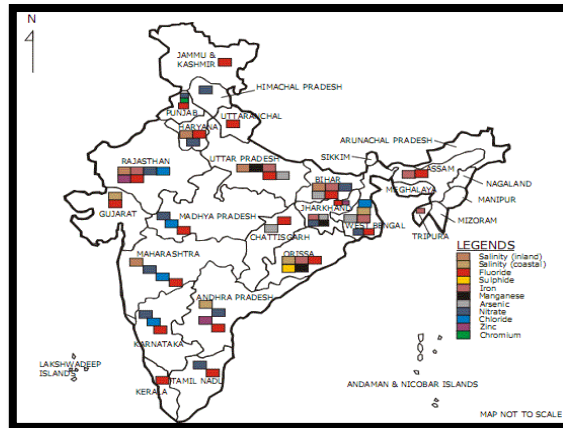 N
JAMMU &
KASHMIR
HIMACHAL PRADESH
PUNJAB
UTTARANCHAL
HARYANA
ARUNACHAL PRADESH
RAJASTHAN
UTTAR PRADESH
SIKKIM
ASSAM
BIHAR
MEGHALAYA
NAGALAND
MANIPUR
JHARKHAND
GUJARAT
MADHYA PRADESH
MIZORAM
WEST BENGAL
CHATTISGARH
TRIPURA
MAHARASHTRA
ORISSA
LEGENDS
Salinity (inland)
Salinity (coastal)
Fluoride
Sulphide
Iron
Manganese
Arsenic
Nitrate
Chloride
Zinc
Chromium
ANDHRA PRADESH
KARNATAKA
LAKSHWADEEP
ISLANDS
TAMIL NADU
KERALA
ANDAMAN & NICOBAR ISLANDS
MAP NOT TO SCALE